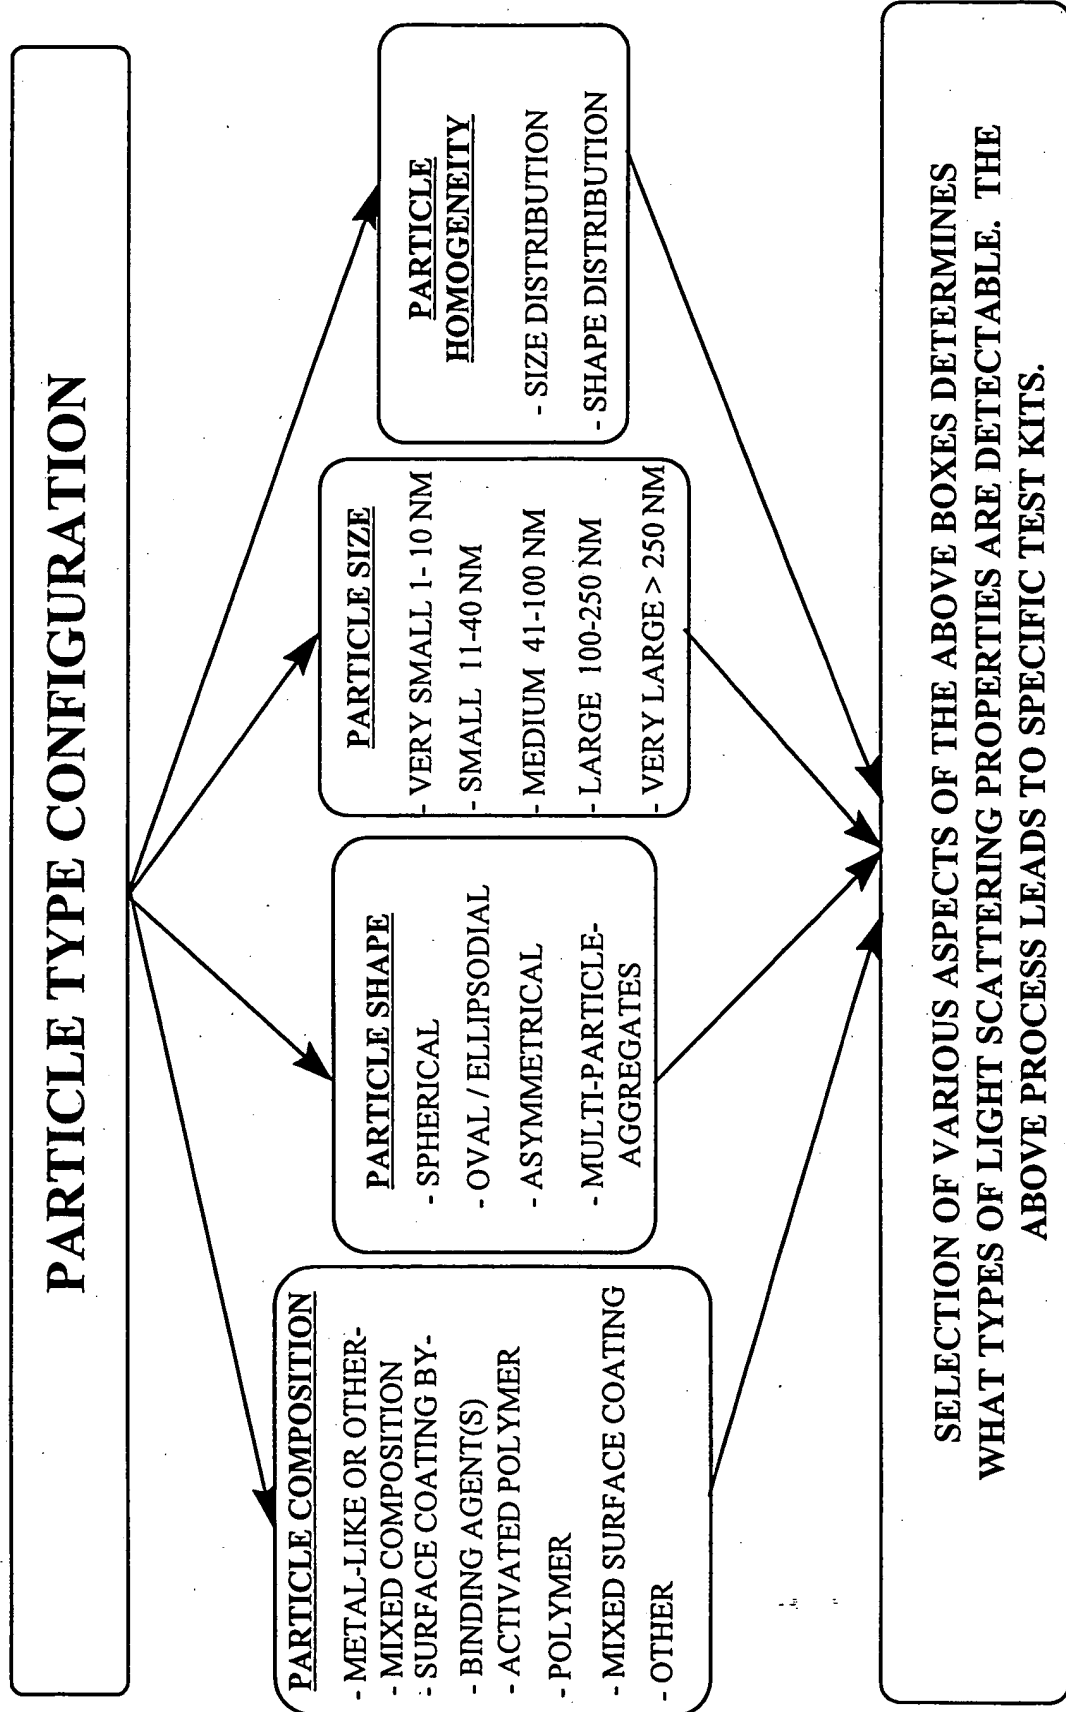 PARTICLE TYPE CONFIGURATION
PARTICLE COMPOSITION
- METAL-LIKE OR OTHER-
- MIXED COMPOSITION
- SURFACE COATING BY-
- BINDING AGENT(S)
- ACTIVATED POLYMER
- POLYMER
- MIXED SURFACE COATING
- OTHER
PARTICLE SHAPE
- SPHERICAL
- OVAL / ELLIPSODIAL
- ASYMMETRICAL
- MULTI-PARTICLE-
AGGREGATES
PARTICLE SIZE
- VERY SMALL 1- 10 NM
- SMALL 11-40 NM
- MEDIUM 41-100 NM
- LARGE 100-250 NM
- VERY LARGE > 250 NM
PARTICLE
HOMOGENEITY
- SIZE DISTRIBUTION
- SHAPE DISTRIBUTION
SELECTION OF VARIOUS ASPECTS OF THE ABOVE BOXES DETERMINES
WHAT TYPES OF LIGHT SCATTERING PROPERTIES ARE DETECTABLE. THE
ABOVE PROCESS LEADS TO SPECIFIC TEST KITS.